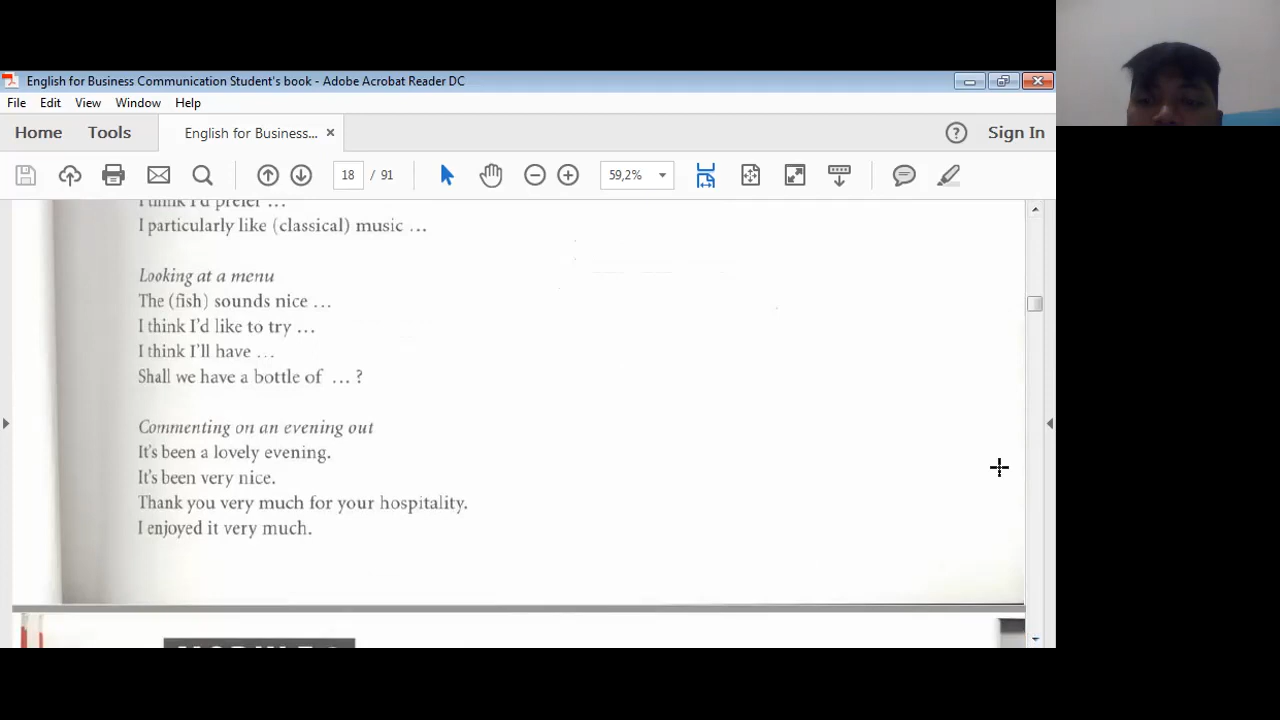 English for Business Communication Student's book - Adobe Acrobat Reader DC
File Edit View Window Help
Home Tools English for Business... × ? Sign In
18 / 91 59,2%
I think I'd prefer …
I particularly like (classical) music …
Looking at a menu
The (fish) sounds nice …
I think I'd like to try …
I think I'll have …
Shall we have a bottle of … ?
Commenting on an evening out
It's been a lovely evening.
It's been very nice.
Thank you very much for your hospitality.
I enjoyed it very much.